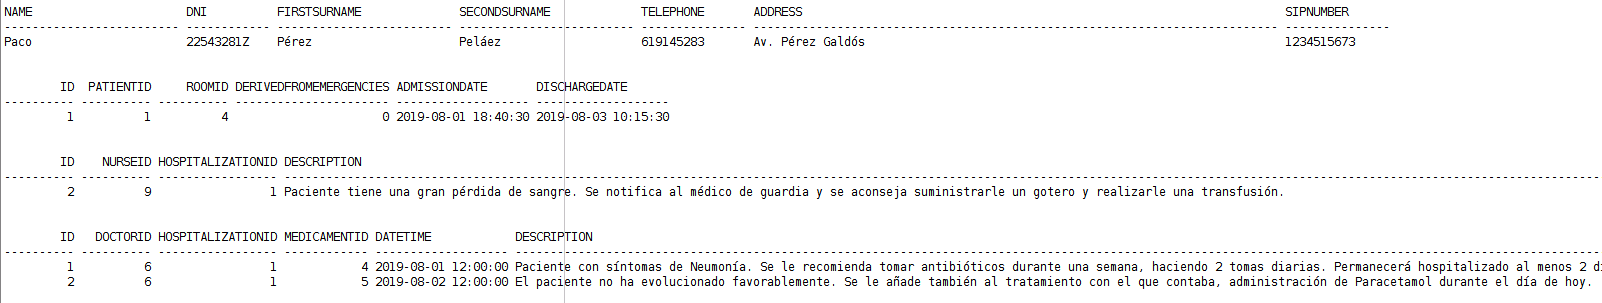 NAME DNI FIRSTSURNAME SECONDSURNAME TELEPHONE ADDRESS SIPNUMBER
Paco 22543281Z Pérez Peláez 619145283 Av. Pérez Galdós 1234515673
ID PATIENTID ROOMID DERIVEDFROMEMERGENCIES ADMISSIONDATE DISCHARGEDATE
1 1 4 0 2019-08-01 18:40:30 2019-08-03 10:15:30
ID NURSEID HOSPITALIZATIONID DESCRIPTION
2 9 1 Paciente tiene una gran pérdida de sangre. Se notifica al médico de guardia y se aconseja suministrarle un gotero y realizarle una transfusión.
ID DOCTORID HOSPITALIZATIONID MEDICAMENTID DATETIME DESCRIPTION
1 6 1 4 2019-08-01 12:00:00 Paciente con síntomas de Neumonía. Se le recomienda tomar antibióticos durante una semana, haciendo 2 tomas diarias. Permanecerá hospitalizado al menos 2 d
2 6 1 5 2019-08-02 12:00:00 El paciente no ha evolucionado favorablemente. Se le añade también al tratamiento con el que contaba, administración de Paracetamol durante el día de hoy.